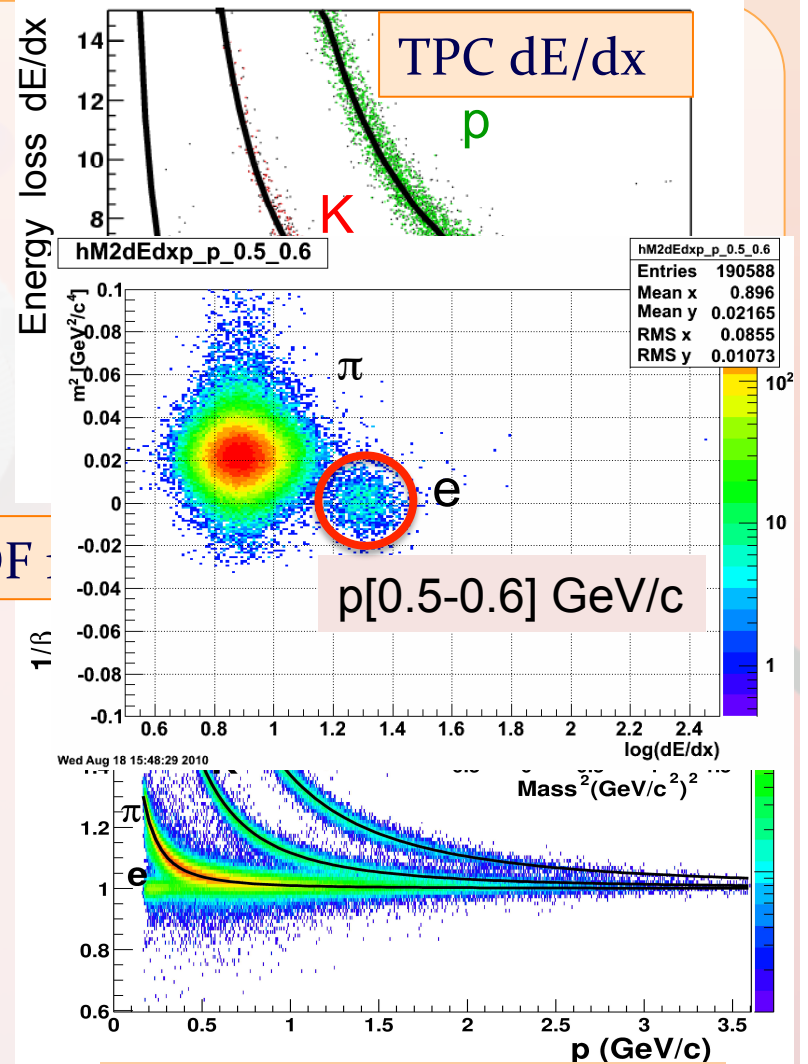 TPC dE/dx
Energy loss dE/dx
14
12
10
8
p
K
hM2dEdxp_p_0.5_0.6
hM2dEdxp_p_0.5_0.6
Entries 190588
Mean x 0.896
Mean y 0.02165
RMS x 0.0855
RMS y 0.01073
m² [GeV²/c⁴]
0.1
0.08
0.06
0.04
0.02
0
-0.02
-0.04
-0.06
-0.08
-0.1
π
e
p[0.5-0.6] GeV/c
10²
10
1
0.6 0.8 1 1.2 1.4 1.6 1.8 2 2.2 2.4
log(dE/dx)
Wed Aug 18 15:48:29 2010
Mass²(GeV/c²)²
1/β
π
e
1.2
1
0.8
0.6
0 0.5 1 1.5 2 2.5 3 3.5
p (GeV/c)